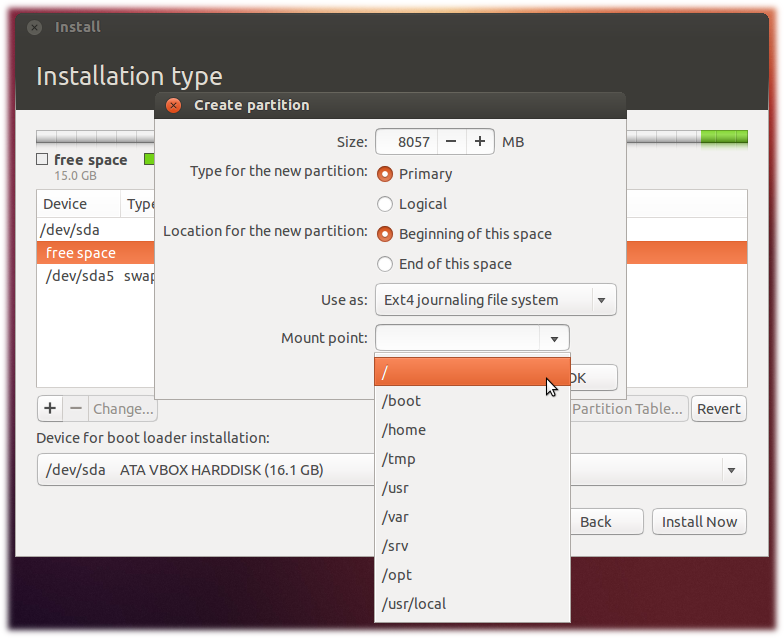 Install
Installation type
Create partition
Size: 8057 − + MB
free space
15.0 GB
Type for the new partition: Primary
Logical
Device Type
/dev/sda
Location for the new partition: Beginning of this space
free space
End of this space
/dev/sda5 swap
Use as: Ext4 journaling file system
Mount point:
/
OK
/boot
+ − Change... Partition Table... Revert
/home
Device for boot loader installation:
/tmp
/dev/sda ATA VBOX HARDDISK (16.1 GB)
/usr
/var
Back Install Now
/srv
/opt
/usr/local